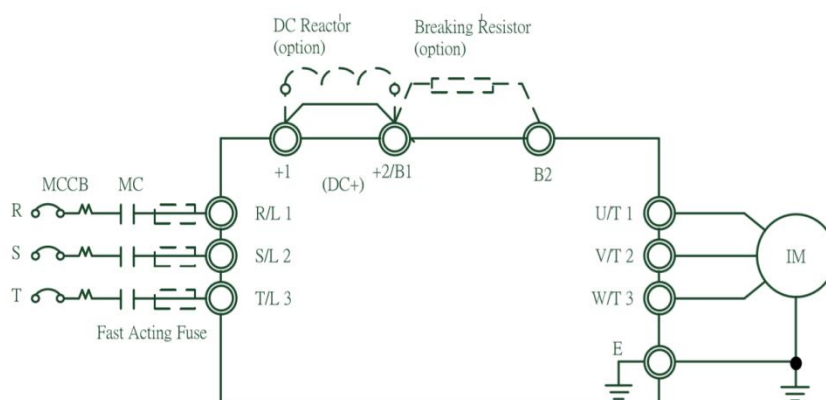 DC Reactor
(option)
Breaking Resistor
(option)
+1
(DC+)
+2/B1
B2
MCCB
MC
R
R/L 1
U/T 1
S
S/L 2
V/T 2
IM
T
T/L 3
W/T 3
Fast Acting Fuse
E